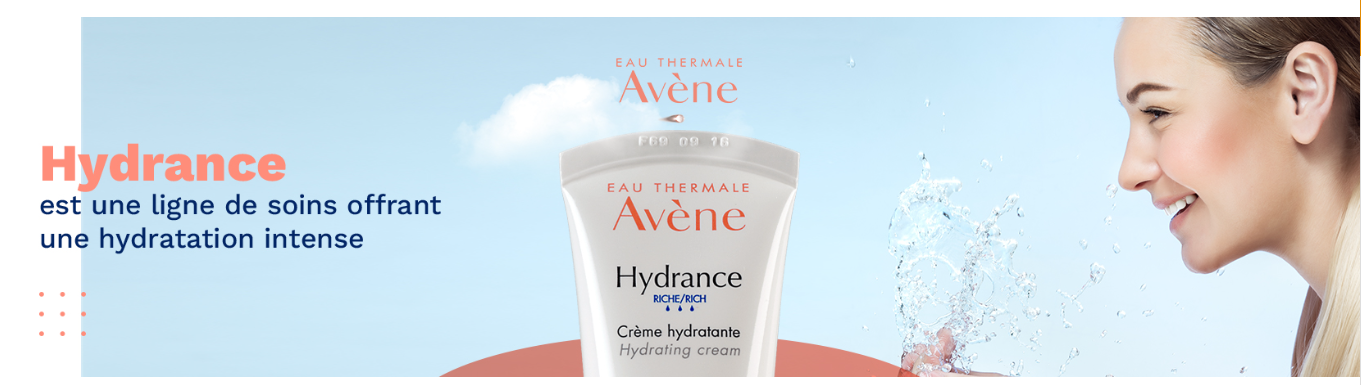 EAU THERMALE
Avène
Hydrance
est une ligne de soins offrant
une hydratation intense
F69 09 16
EAU THERMALE
Avène
Hydrance
RICHE/RICH
Crème hydratante
Hydrating cream